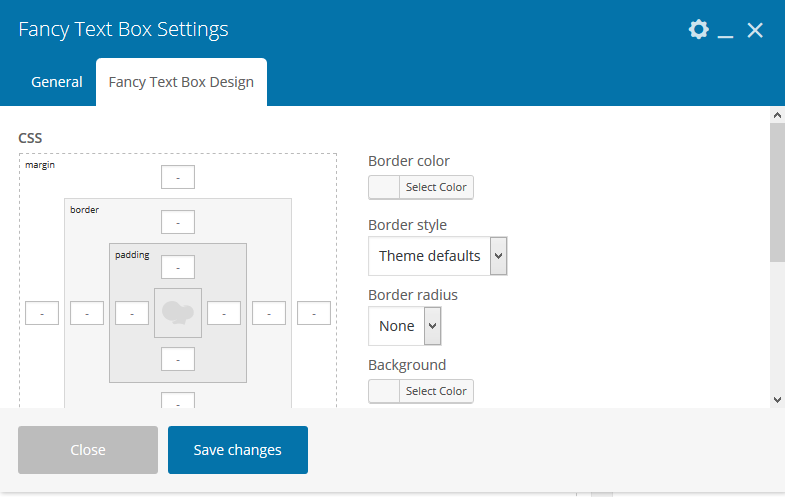 Fancy Text Box Settings
General
Fancy Text Box Design
CSS
margin
-
border
-
padding
-
-
-
-
-
-
-
-
-
Border color
Select Color
Border style
Theme defaults
Border radius
None
Background
Select Color
Close
Save changes